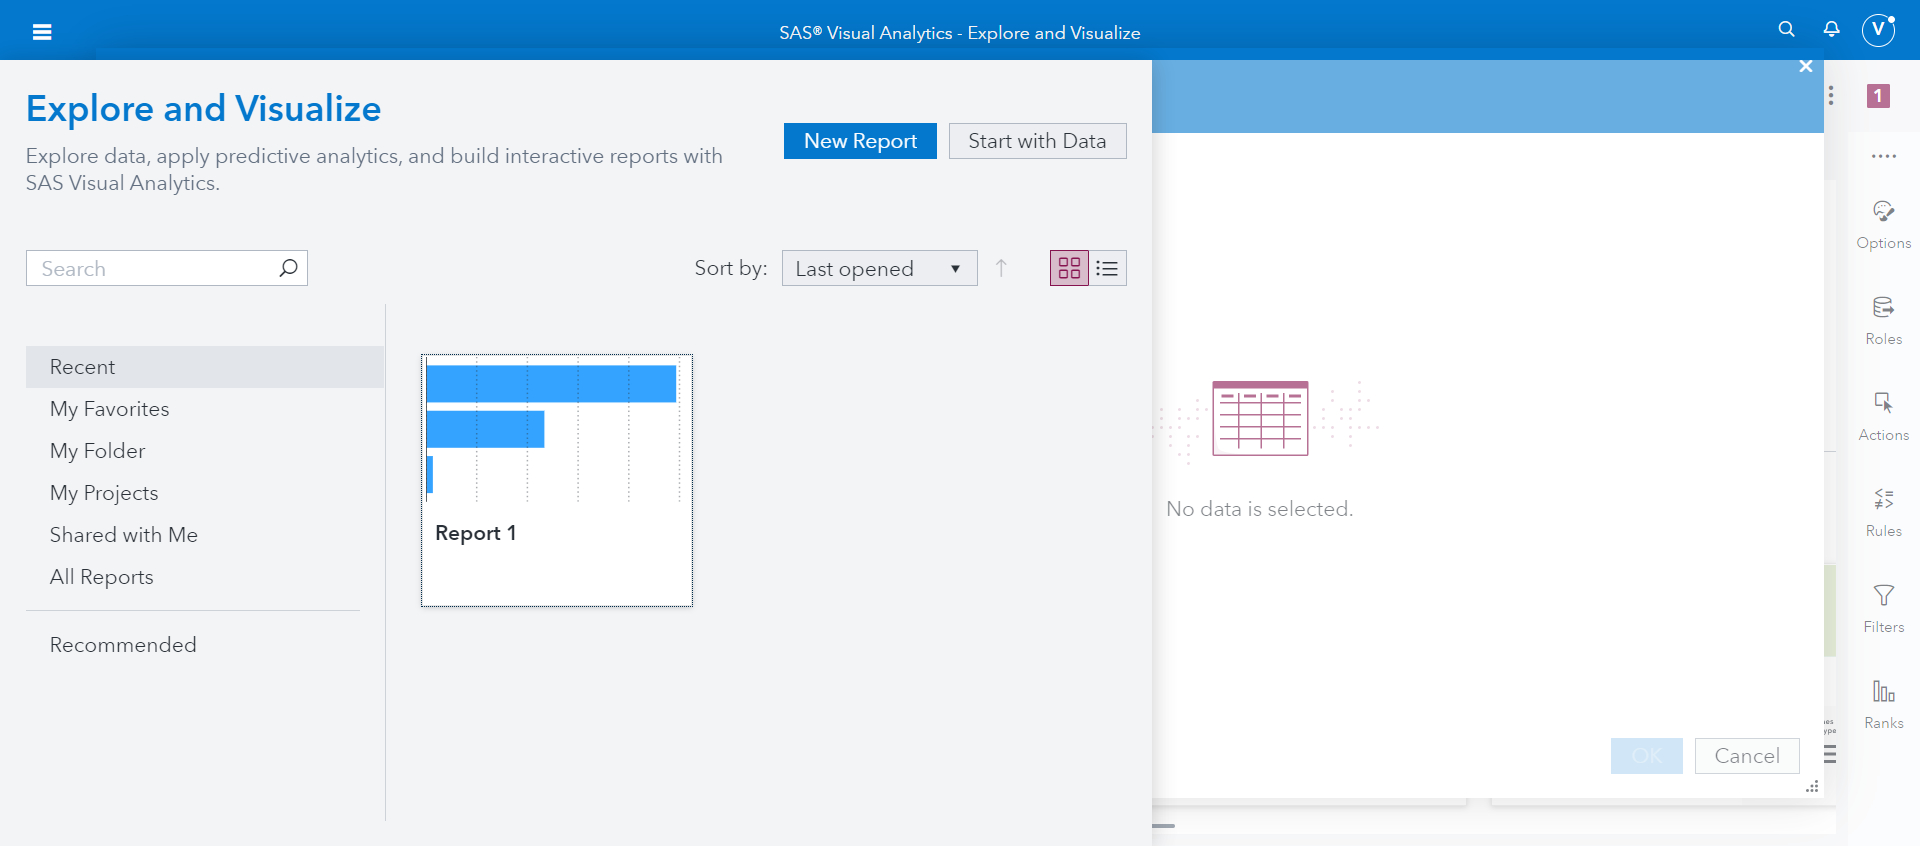 SAS® Visual Analytics - Explore and Visualize
V
Explore and Visualize
Explore data, apply predictive analytics, and build interactive reports with
SAS Visual Analytics.
New Report
Start with Data
Search
Sort by:
Last opened
Recent
My Favorites
My Folder
My Projects
Shared with Me
All Reports
Recommended
Report 1
No data is selected.
OK
Cancel
1
Options
Roles
Actions
Rules
Filters
Ranks